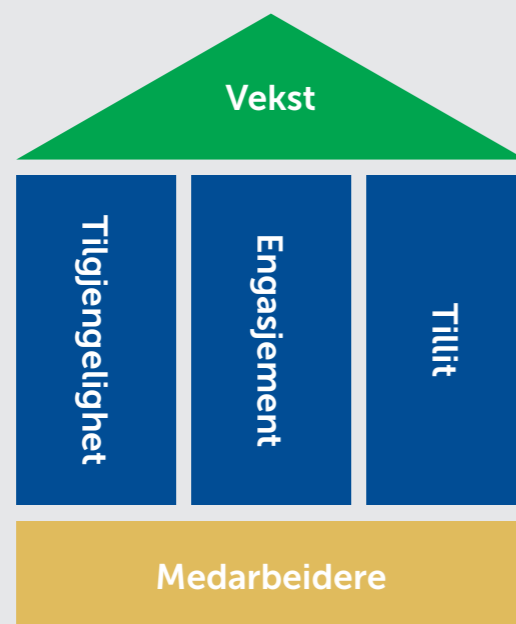 Vekst
Tilgjengelighet
Engasjement
Tillit
Medarbeidere